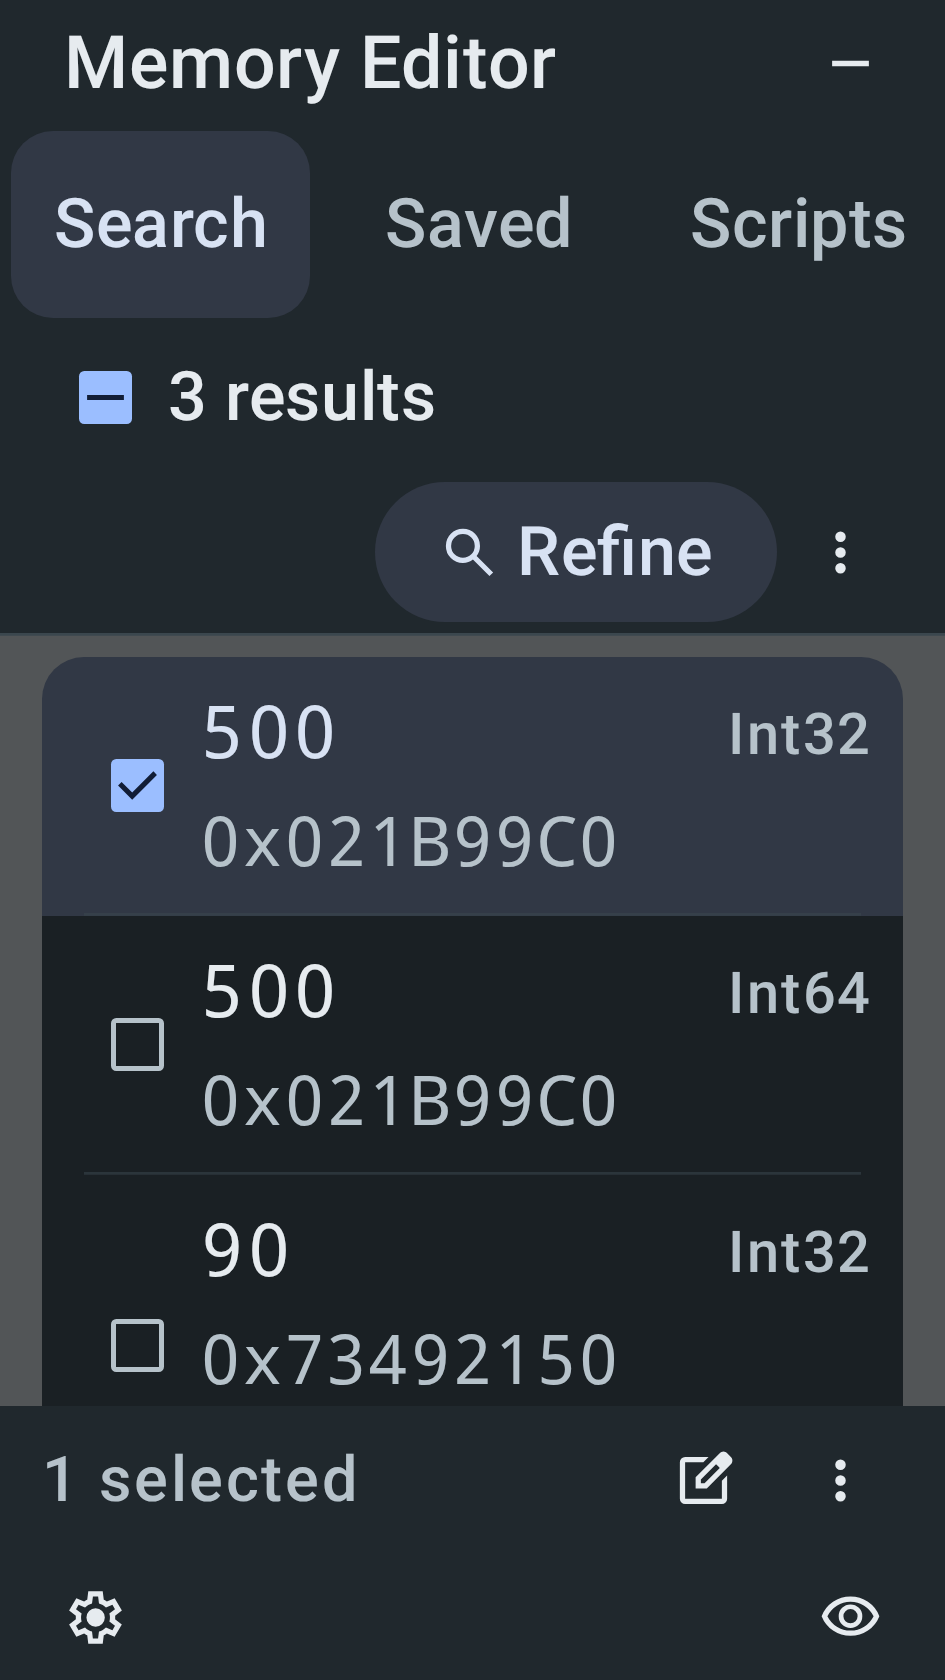 Memory Editor
Search Saved Scripts
3 results
Refine
500 Int32
0x021B99C0
500 Int64
0x021B99C0
90 Int32
0x73492150
1 selected